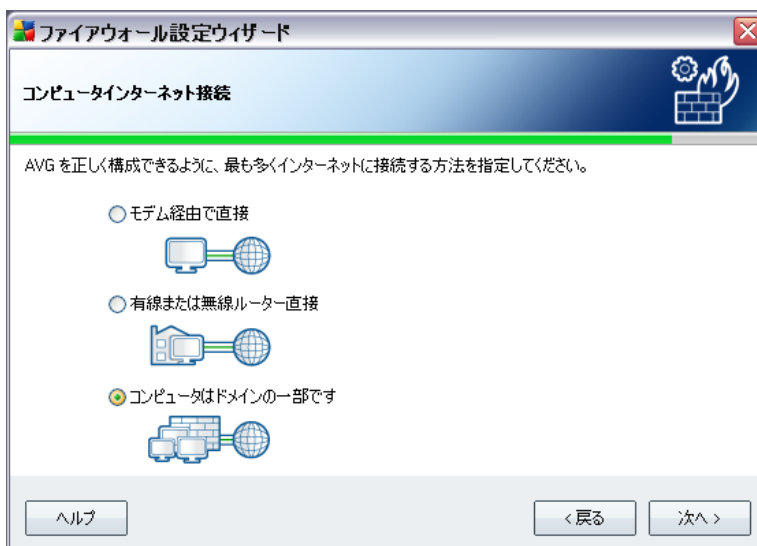 ファイアウォール設定ウィザード
コンピュータインターネット接続
AVG を正しく構成できるように、最も多くインターネットに接続する方法を指定してください。
モデム経由で直接
有線または無線ルーター直接
コンピュータはドメインの一部です
ヘルプ
<戻る
次へ>